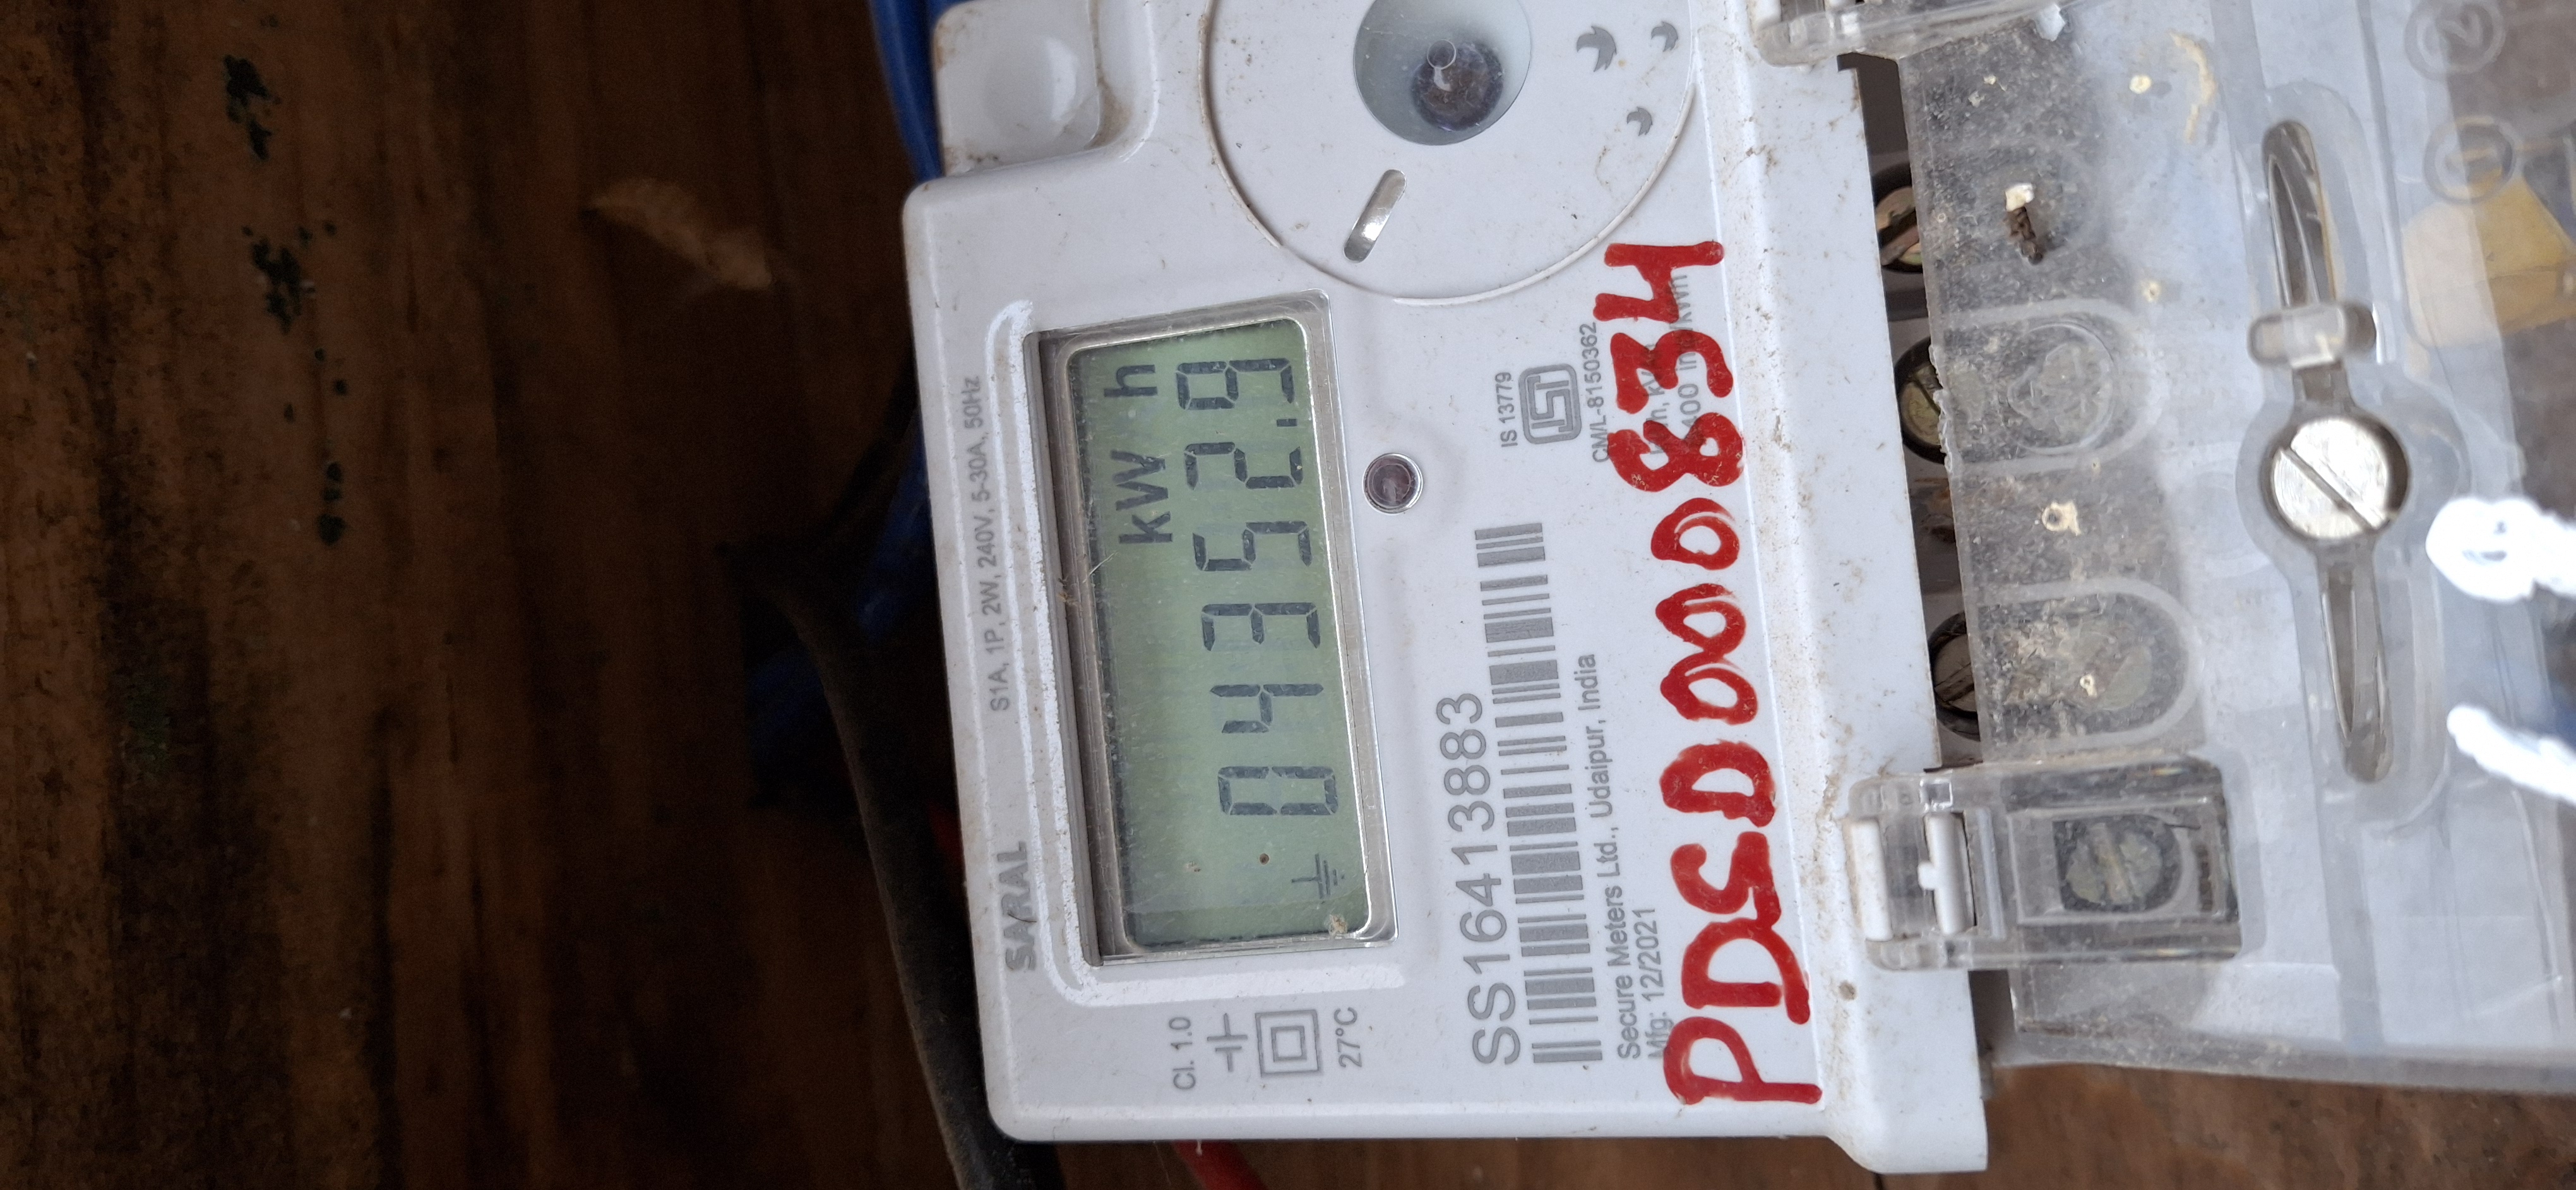 SARAL
S1A, 1P, 2W, 240V, 5-30A, 50Hz
kW h
04352.9
Cl. 1.0
27°C
SS16413883
IS 13779
CM/L-8150362
Secure Meters Ltd., Udaipur, India
Mfg: 12/2021
PDSD000834